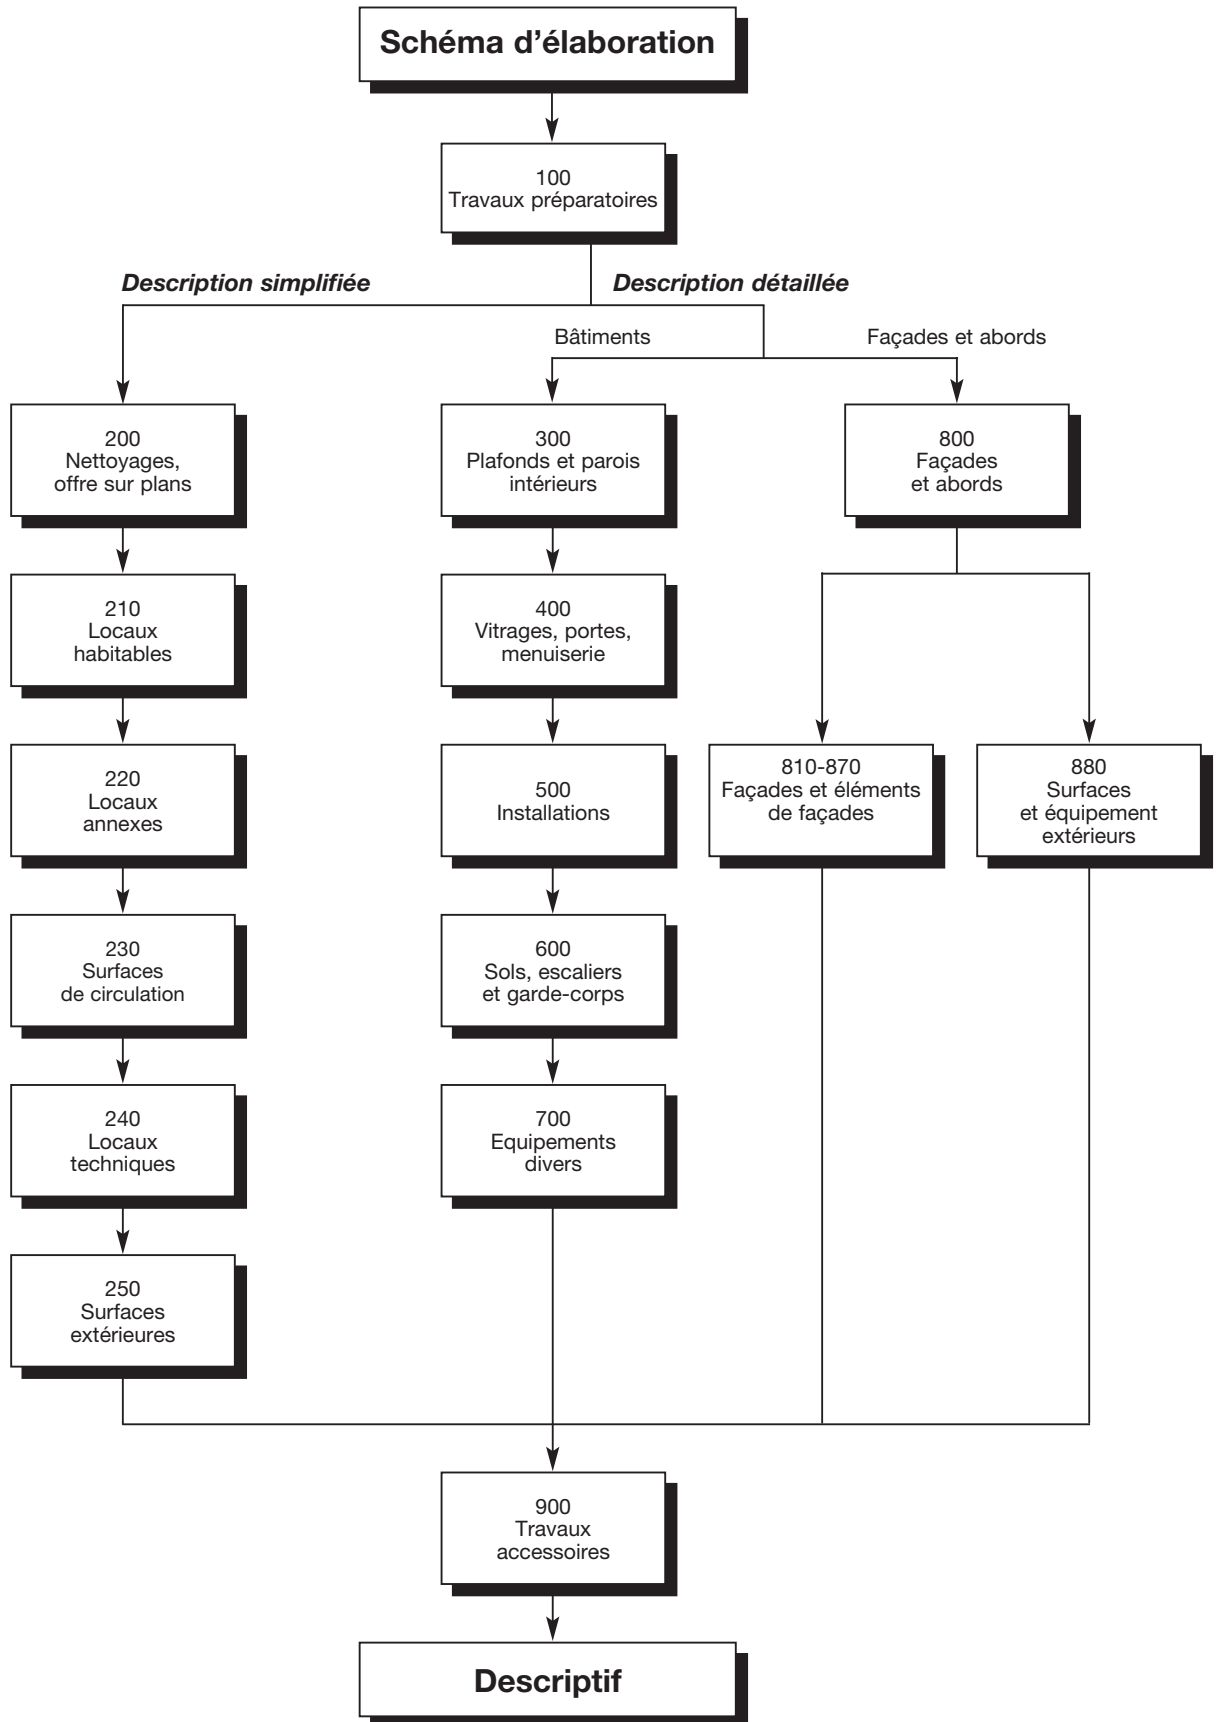 Schéma d'élaboration
100
Travaux préparatoires
Description simplifiée
Description détaillée
Bâtiments
Façades et abords
200
Nettoyages,
offre sur plans
210
Locaux
habitables
220
Locaux
annexes
230
Surfaces
de circulation
240
Locaux
techniques
250
Surfaces
extérieures
300
Plafonds et parois
intérieurs
400
Vitrages, portes,
menuiserie
500
Installations
600
Sols, escaliers
et garde-corps
700
Equipements
divers
800
Façades
et abords
810-870
Façades et éléments
de façades
880
Surfaces
et équipement
extérieurs
900
Travaux
accessoires
Descriptif